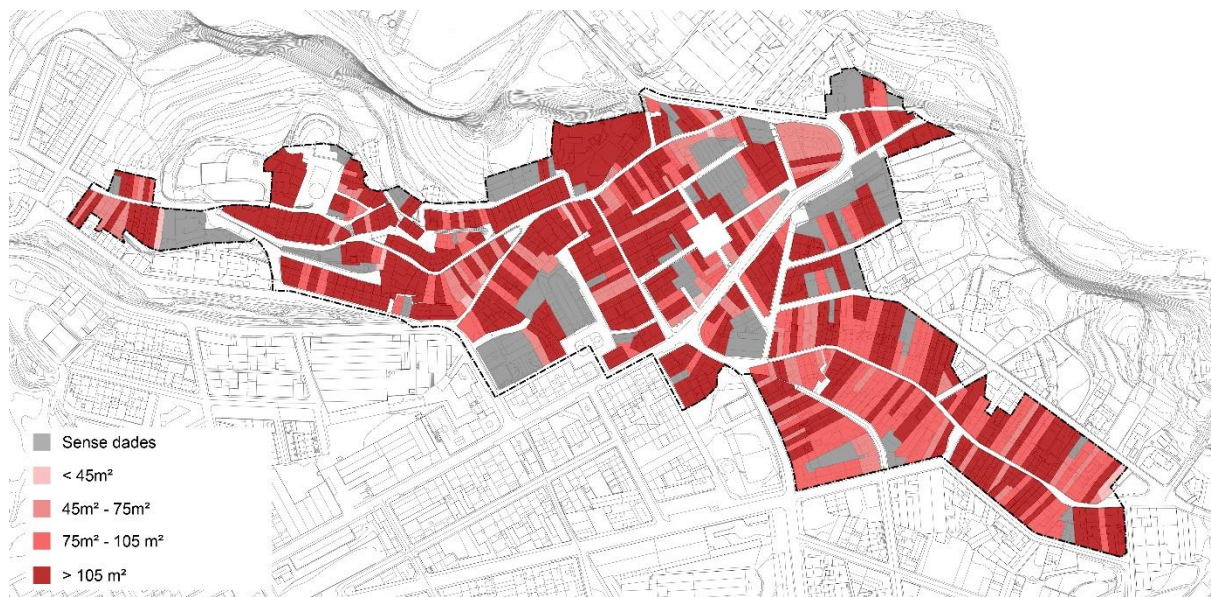 Sense dades
< 45m²
45m² - 75m²
75m² - 105 m²
> 105 m²